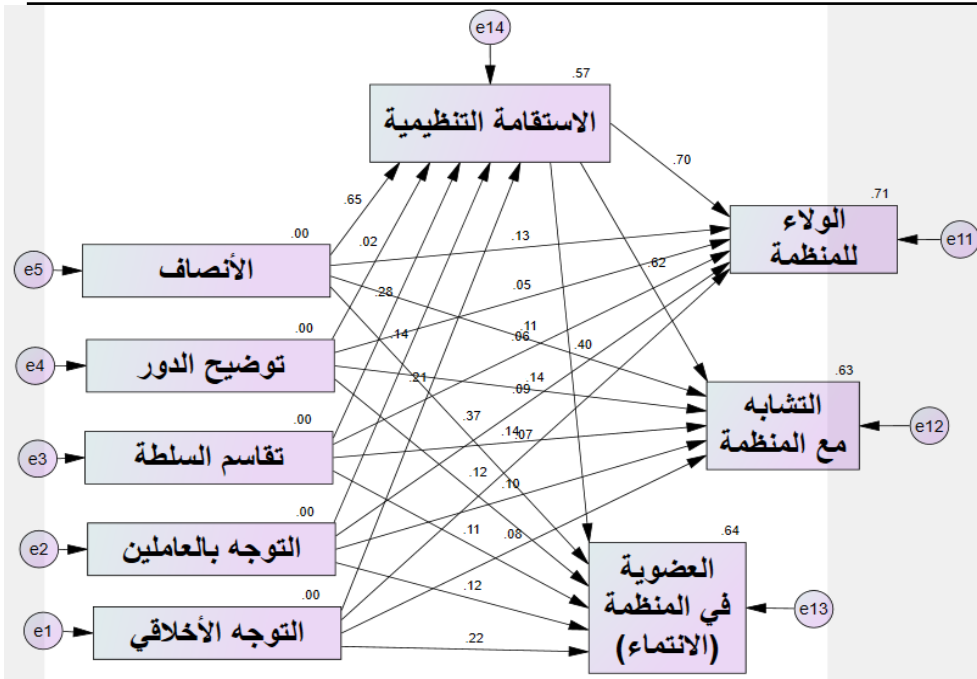 e14
.57
الاستقامة التنظيمية
.70
.65
.00
.71
الولاء
للمنظمة
e11
.13
.02
e5
الأنصاف
.62
.28
.05
.00
.11
.06
.14
.40
e4
توضيح الدور
.21
.14
.09
.63
التشابه
مع المنظمة
e12
.37
.00
.14
.07
e3
تقاسم السلطة
.12
.10
.00
.11
.08
.64
e2
التوجه بالعاملين
العضوية
في المنظمة
(الانتماء)
e13
.12
.00
e1
التوجه الأخلاقي
.22